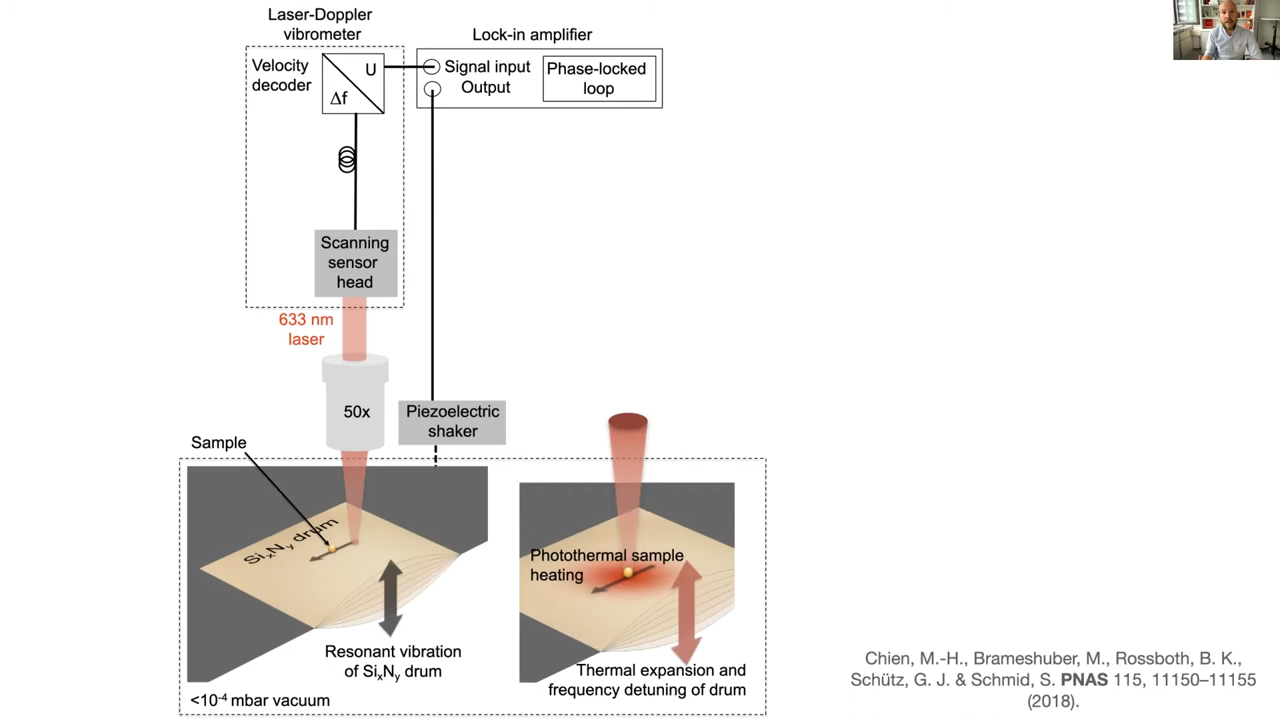 Laser-Doppler
vibrometer
Lock-in amplifier
Velocity
decoder
U
Δf
Signal input
Output
Phase-locked
loop
Scanning
sensor
head
633 nm
laser
50x
Piezoelectric
shaker
Sample
SiₓNᵧ drum
Photothermal sample
heating
Resonant vibration
of SiₓNᵧ drum
Thermal expansion and
frequency detuning of drum
<10⁻⁴ mbar vacuum
Chien, M.-H., Brameshuber, M., Rossboth, B. K.,
Schütz, G. J. & Schmid, S. PNAS 115, 11150–11155
(2018).